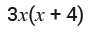 3x(x + 4)